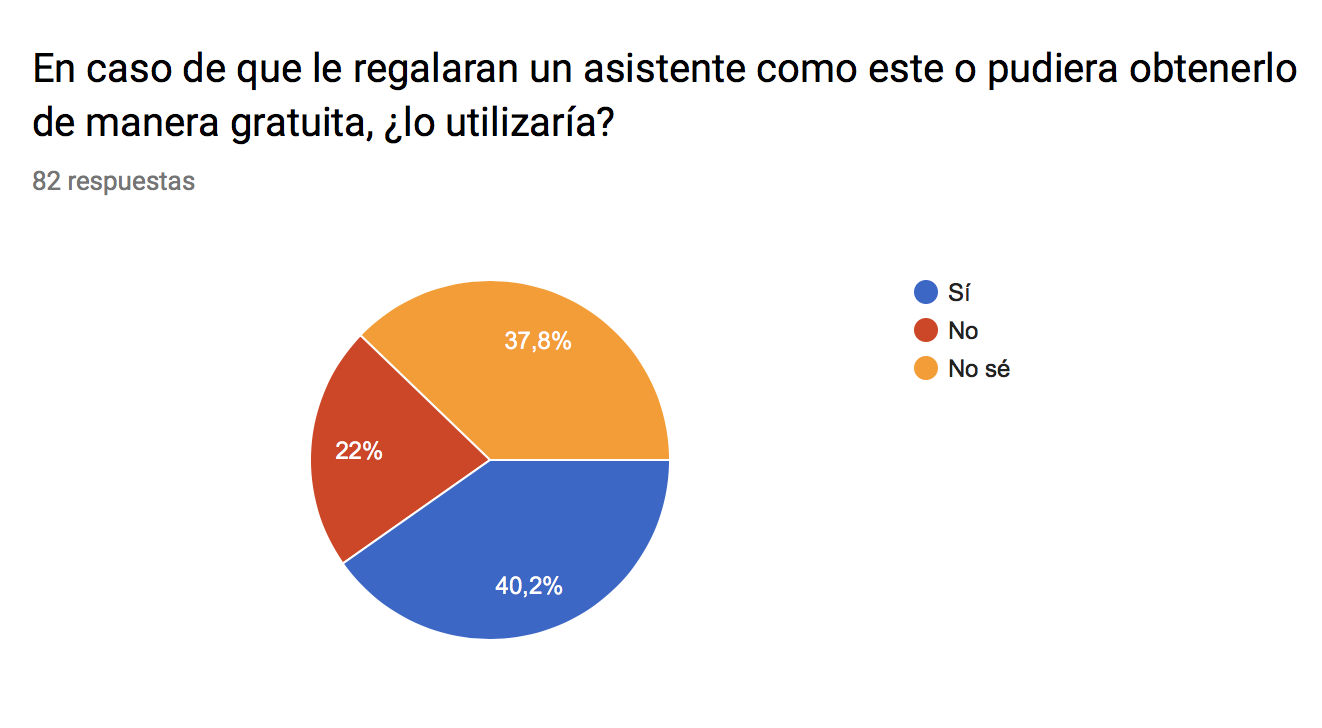 En caso de que le regalaran un asistente como este o pudiera obtenerlo
de manera gratuita, ¿lo utilizaría?
82 respuestas
Sí
No
No sé
37,8%
22%
40,2%